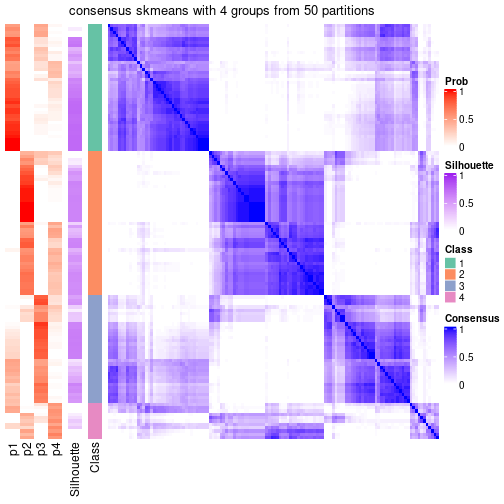 consensus skmeans with 4 groups from 50 partitions
Prob
1
0.5
0
Silhouette
1
0.5
0
Class
1
2
3
4
Consensus
1
0.5
0
p1
p2
p3
p4
Silhouette
Class